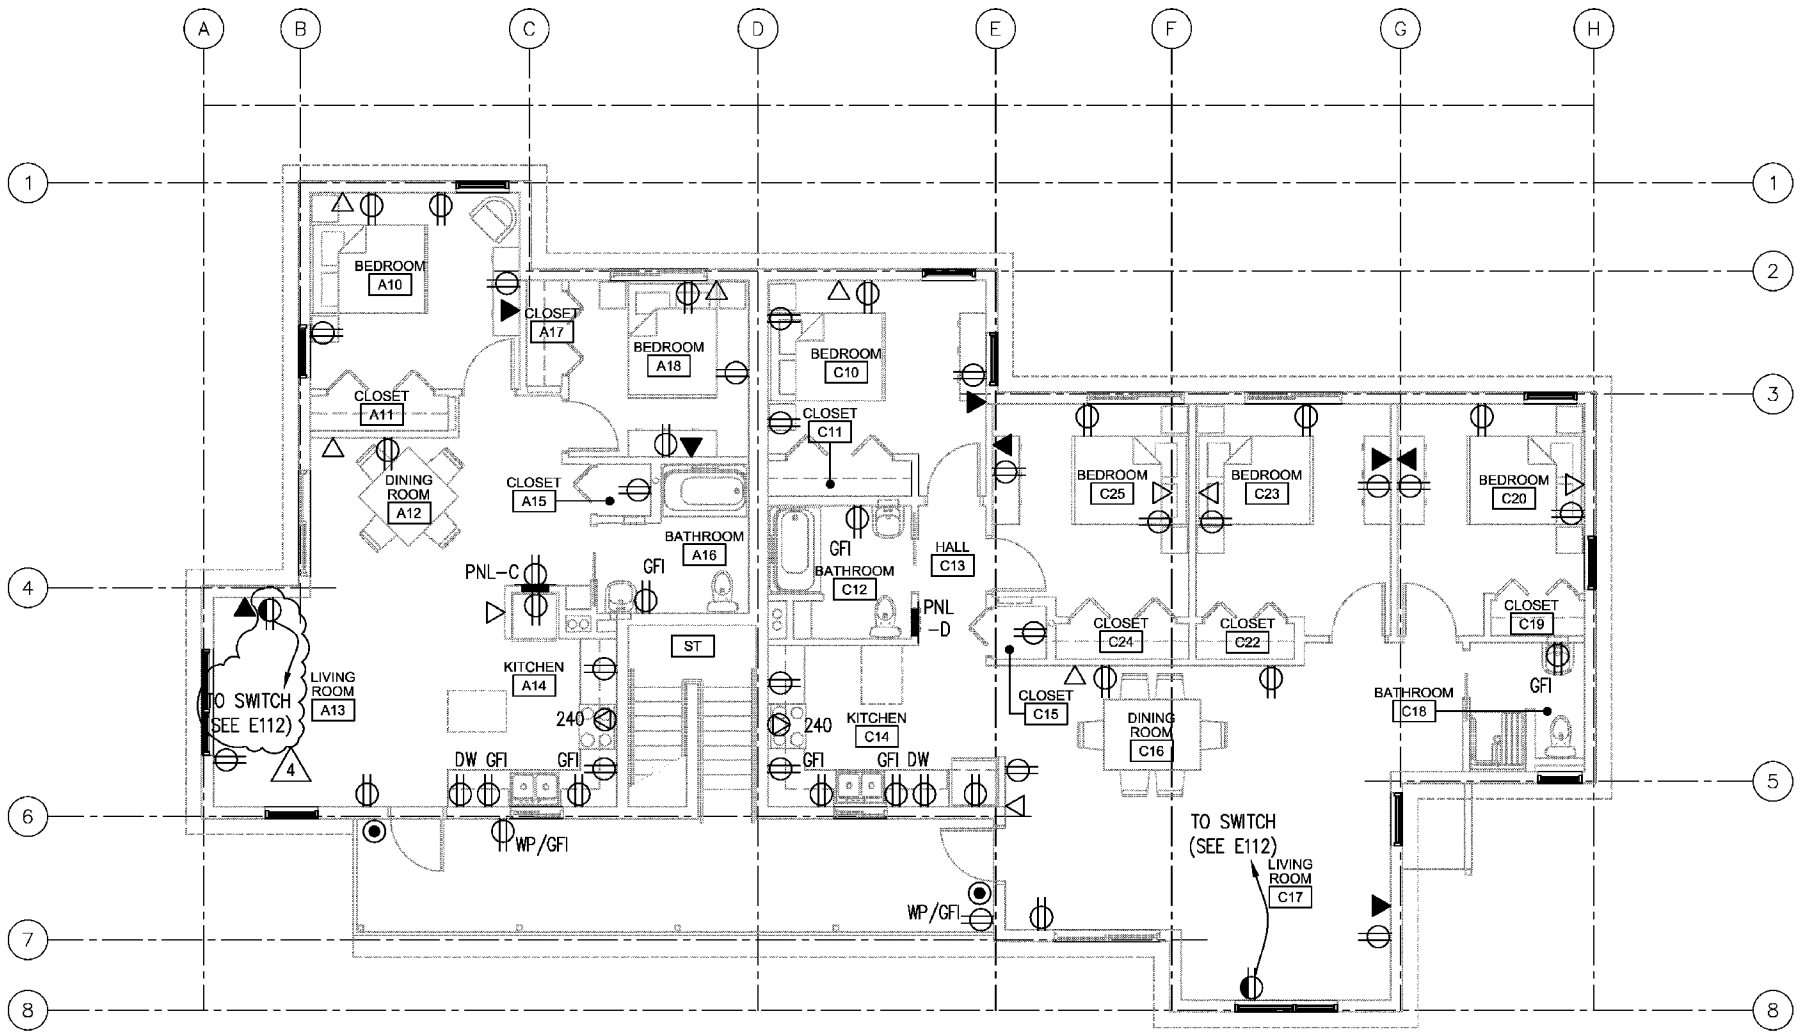 A B C D E F G H
1 1
2
BEDROOM
A10
CLOSET
A17
BEDROOM
A18
BEDROOM
C10
3
CLOSET
A11
CLOSET
C11
DINING
ROOM
A12
CLOSET
A15
BEDROOM
C25
BEDROOM
C23
BEDROOM
C20
BATHROOM
A16
GFI
GFI
HALL
C13
BATHROOM
C12
PNL-C
4 4
PNL
-D
CLOSET
C24
CLOSET
C22
CLOSET
C19
ST
LIVING
ROOM
A13
TO SWITCH
(SEE E112)
4
KITCHEN
A14
240
240
KITCHEN
C14
CLOSET
C15
DINING
ROOM
C16
BATHROOM
C18
GFI
DW GFI GFI
GFI GFI DW
5
6
WP/GFI
TO SWITCH
(SEE E112)
LIVING
ROOM
C17
WP/GFI
7
8 8